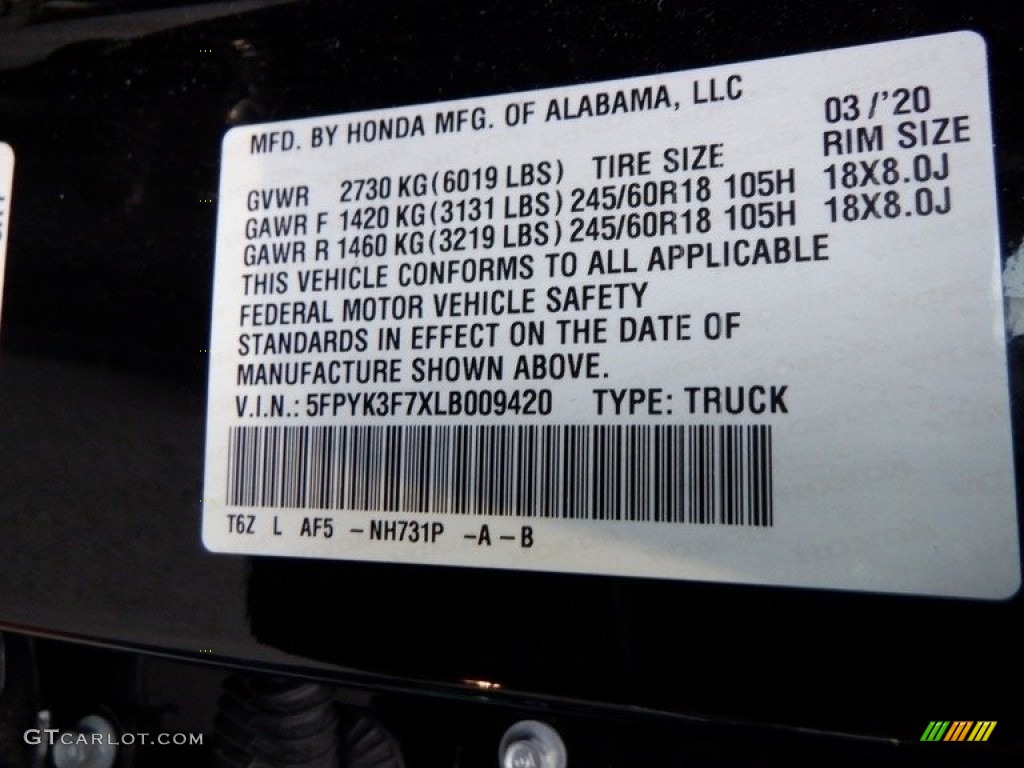 MFD. BY HONDA MFG. OF ALABAMA, LLC 03/'20
GVWR 2730 KG(6019 LBS) TIRE SIZE RIM SIZE
GAWR F 1420 KG(3131 LBS) 245/60R18 105H 18X8.0J
GAWR R 1460 KG(3219 LBS) 245/60R18 105H 18X8.0J
THIS VEHICLE CONFORMS TO ALL APPLICABLE
FEDERAL MOTOR VEHICLE SAFETY
STANDARDS IN EFFECT ON THE DATE OF
MANUFACTURE SHOWN ABOVE.
V.I.N.: 5FPYK3F7XLB009420 TYPE: TRUCK
T6Z L AF5 -NH731P -A-B
GTCARLOT.COM